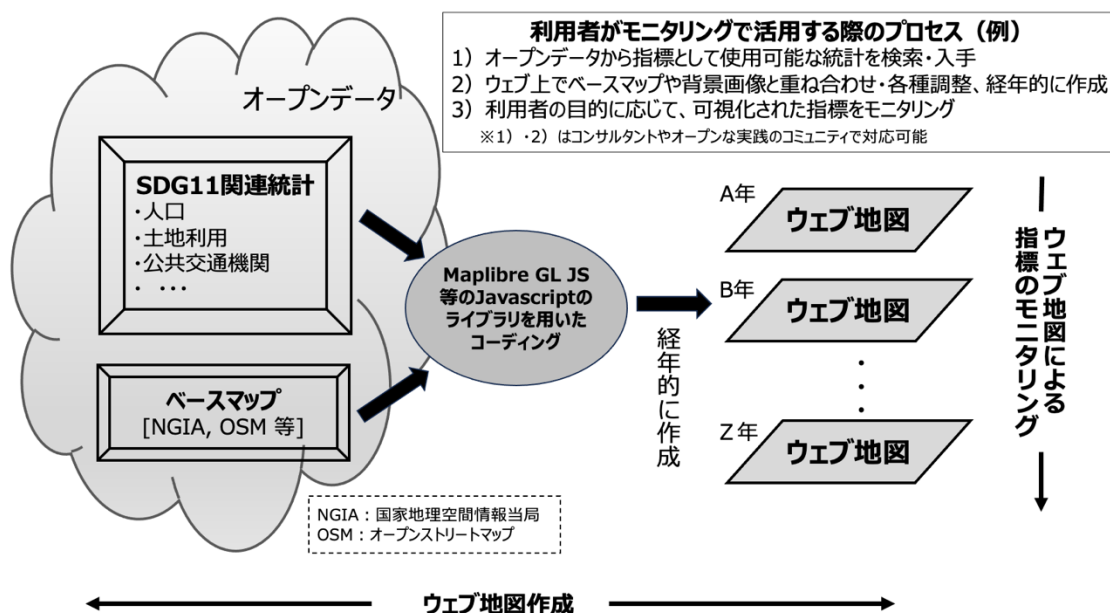 利用者がモニタリングで活用する際のプロセス（例）
1）オープンデータから指標として使用可能な統計を検索・入手
2）ウェブ上でベースマップや背景画像と重ね合わせ・各種調整、経年的に作成
3）利用者の目的に応じて、可視化された指標をモニタリング
※1）・2）はコンサルタントやオープンな実践のコミュニティで対応可能
オープンデータ
SDG11関連統計
・人口
・土地利用
・公共交通機関
・ ・・・
ベースマップ
[NGIA, OSM 等]
NGIA：国家地理空間情報当局
OSM：オープンストリートマップ
Maplibre GL JS
等のJavascriptの
ライブラリを用いた
コーディング
経年的に作成
A年
ウェブ地図
B年
ウェブ地図
・
・
・
Z年
ウェブ地図
ウェブ地図による
指標のモニタリング
ウェブ地図作成